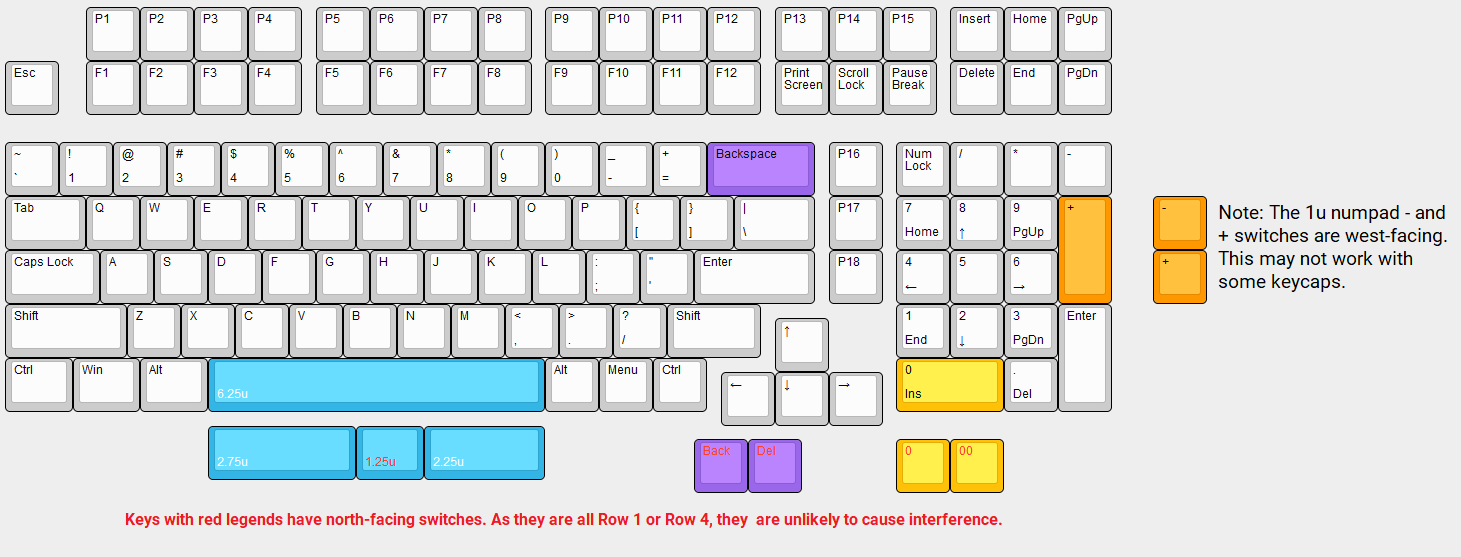 P1 P2 P3 P4 P5 P6 P7 P8 P9 P10 P11 P12 P13 P14 P15 Insert Home PgUp
Esc F1 F2 F3 F4 F5 F6 F7 F8 F9 F10 F11 F12 Print Scroll Pause Delete End PgDn
Screen Lock Break
~ ! @ # $ % ^ & * ( ) _ + Backspace P16 Num / * -
Lock
` 1 2 3 4 5 6 7 8 9 0 - =
Tab Q W E R T Y U I O P { } | P17 7 8 9 + -
[ ] \ Home ↑ PgUp
Caps Lock A S D F G H J K L : " Enter P18 4 5 6 +
; ' ← →
Shift Z X C V B N M < > ? Shift ↑ 1 2 3 Enter
, . / End ↓ PgDn
Ctrl Win Alt Alt Menu Ctrl ← ↓ → 0 .
6.25u Ins Del
Back Del 0 00
2.75u 1.25u 2.25u
Note: The 1u numpad - and
+ switches are west-facing.
This may not work with
some keycaps.
Keys with red legends have north-facing switches. As they are all Row 1 or Row 4, they  are unlikely to cause interference.